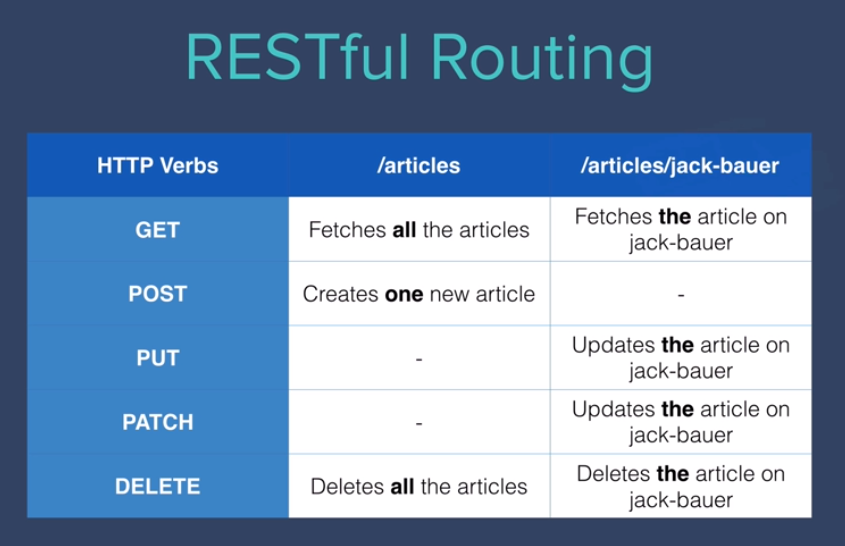 RESTful Routing
HTTP Verbs /articles /articles/jack-bauer
GET Fetches all the articles Fetches the article on
jack-bauer
POST Creates one new article -
PUT - Updates the article on
jack-bauer
PATCH - Updates the article on
jack-bauer
DELETE Deletes all the articles Deletes the article on
jack-bauer